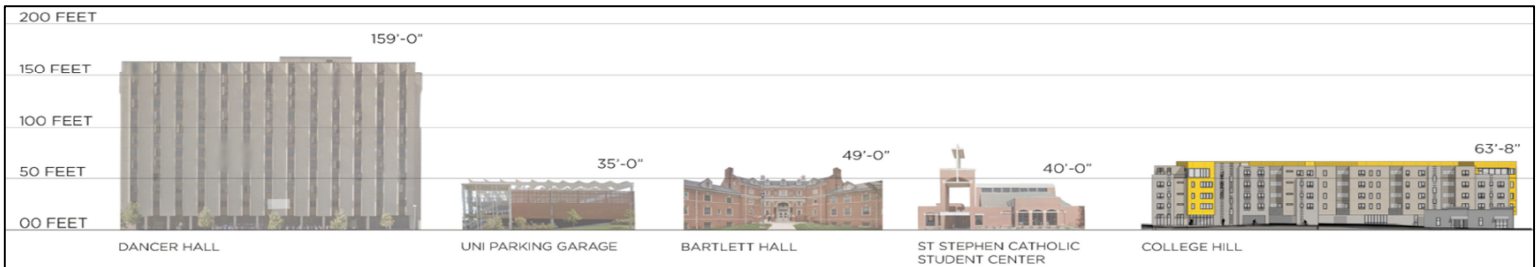 200 FEET
159'-0"
150 FEET
100 FEET
50 FEET
35'-0"
49'-0"
40'-0"
63'-8"
00 FEET
DANCER HALL
UNI PARKING GARAGE
BARTLETT HALL
ST STEPHEN CATHOLIC
STUDENT CENTER
COLLEGE HILL